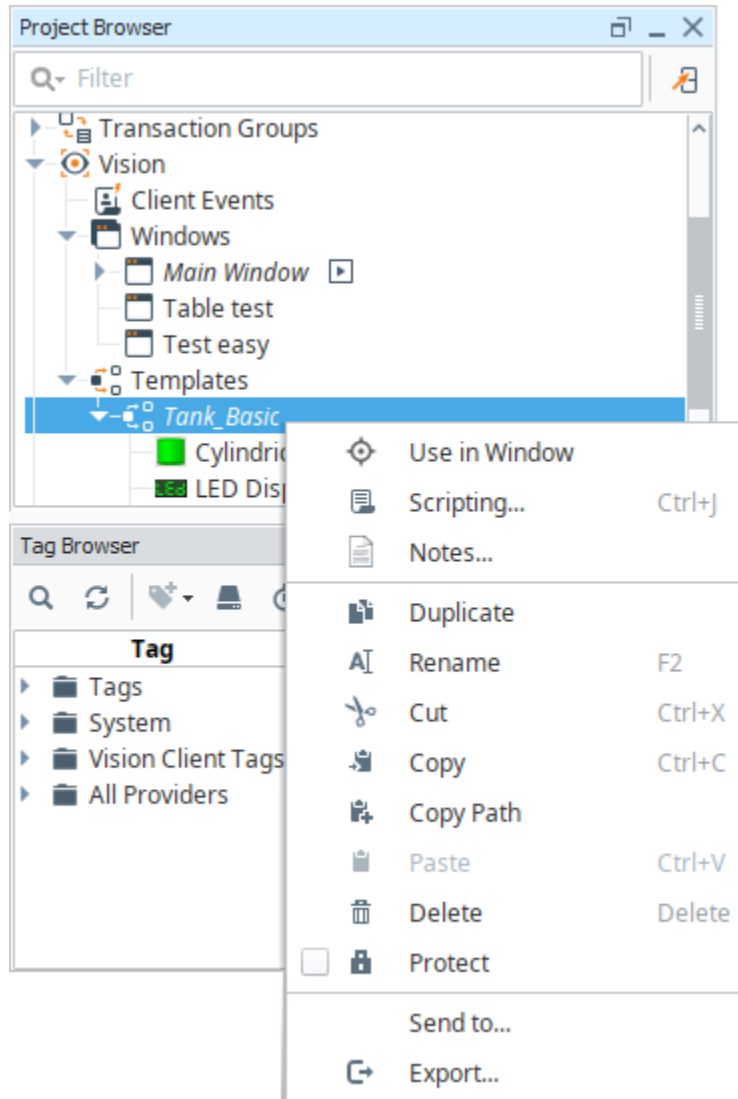 Project Browser
Filter
Transaction Groups
Vision
Client Events
Windows
Main Window
Table test
Test easy
Templates
Tank_Basic
Cylindric
LED Disp
Tag Browser
Tag
Tags
System
Vision Client Tags
All Providers
Use in Window
Scripting... Ctrl+J
Notes...
Duplicate
Rename F2
Cut Ctrl+X
Copy Ctrl+C
Copy Path
Paste Ctrl+V
Delete Delete
Protect
Send to...
Export...